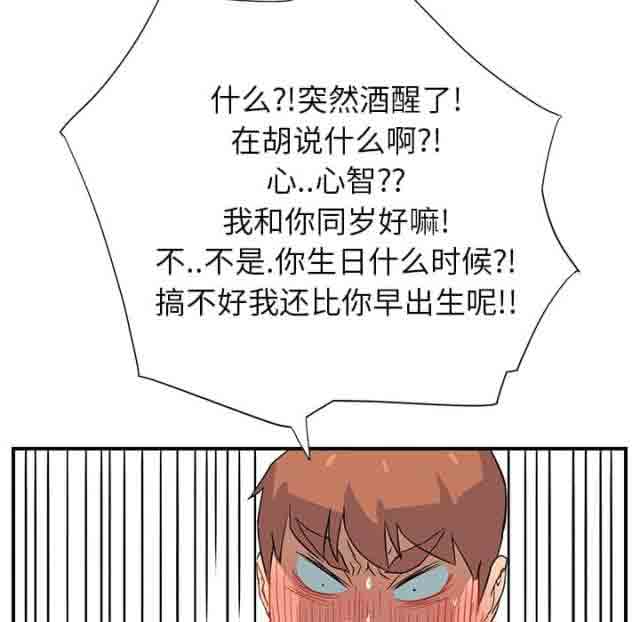 什么?!突然酒醒了!
在胡说什么啊?!
心..心智??
我和你同岁好嘛!
不..不是.你生日什么时候?!
搞不好我还比你早出生呢!!